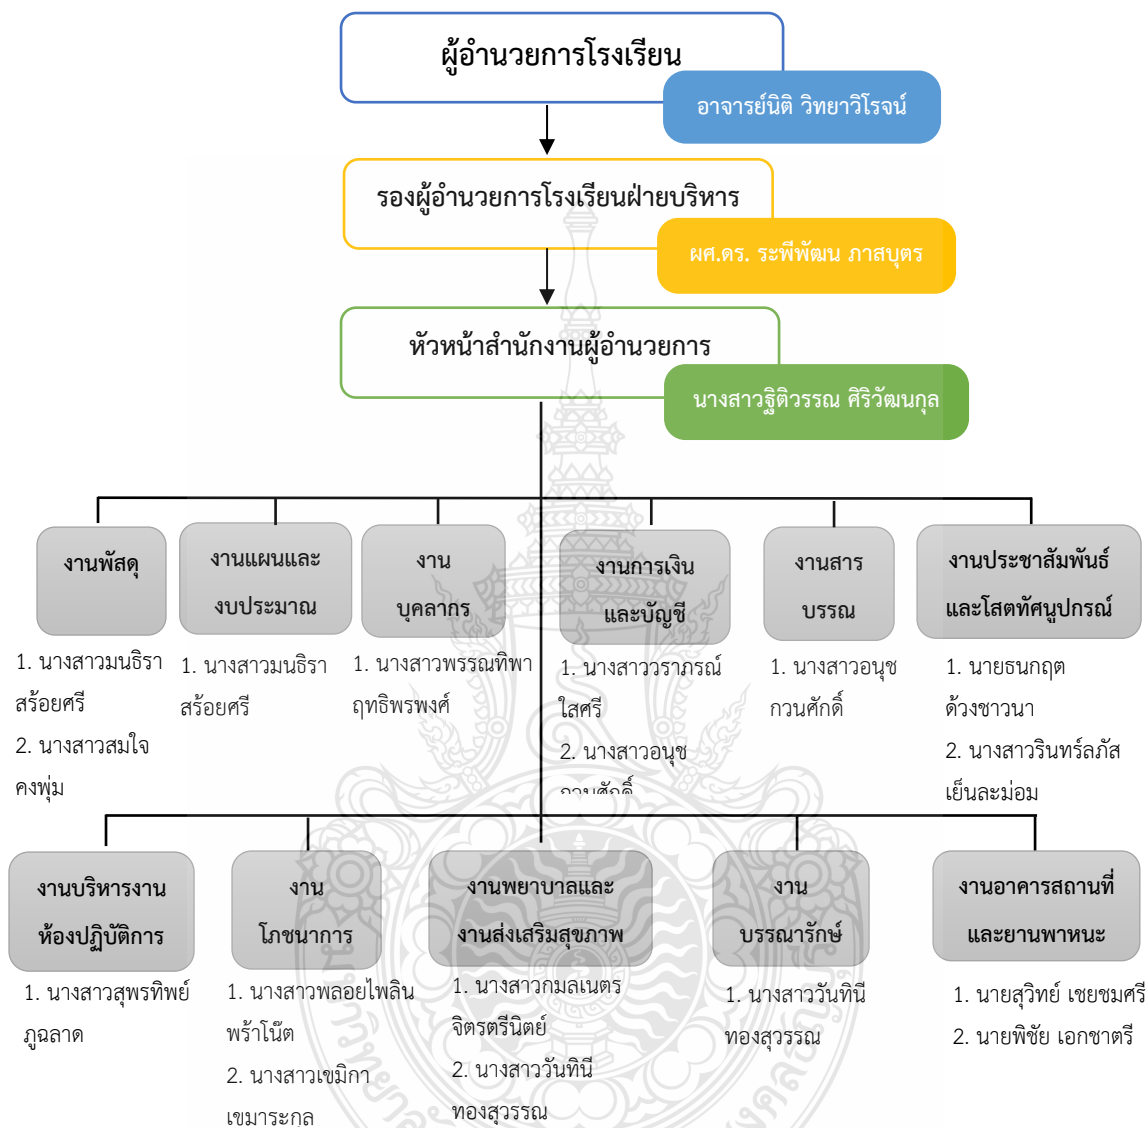 ผู้อำนวยการโรงเรียน
อาจารย์นิติ วิทยาวิโรจน์
รองผู้อำนวยการโรงเรียนฝ่ายบริหาร
ผศ.ดร. ระพีพัฒน ภาสบุตร
หัวหน้าสำนักงานผู้อำนวยการ
นางสาวฐิติวรรณ ศิริวัฒนกุล
งานพัสดุ
1. นางสาวมนธิรา
สร้อยศรี
2. นางสาวสมใจ
คงพุ่ม
งานแผนและ
งบประมาณ
1. นางสาวมนธิรา
สร้อยศรี
งาน
บุคลากร
1. นางสาวพรรณทิพา
ฤทธิพรพงศ์
งานการเงิน
และบัญชี
1. นางสาววราภรณ์
ใสศรี
2. นางสาวอนุช
กวนศักดิ์
งานสาร
บรรณ
1. นางสาวอนุช
กวนศักดิ์
งานประชาสัมพันธ์
และโสตทัศนูปกรณ์
1. นายธนกฤต
ด้วงชาวนา
2. นางสาวรินทร์ลภัส
เย็นละม่อม
งานบริหารงาน
ห้องปฏิบัติการ
1. นางสาวสุพรทิพย์
ภูฉลาด
งาน
โภชนาการ
1. นางสาวพลอยไพลิน
พร้าโน๊ต
2. นางสาวเขมิกา
เขมาระกุล
งานพยาบาลและ
งานส่งเสริมสุขภาพ
1. นางสาวกมลเนตร
จิตรตรีนิตย์
2. นางสาววันทินี
ทองสุวรรณ
งาน
บรรณารักษ์
1. นางสาววันทินี
ทองสุวรรณ
งานอาคารสถานที่
และยานพาหนะ
1. นายสุวิทย์ เชยชมศรี
2. นายพิชัย เอกชาตรี